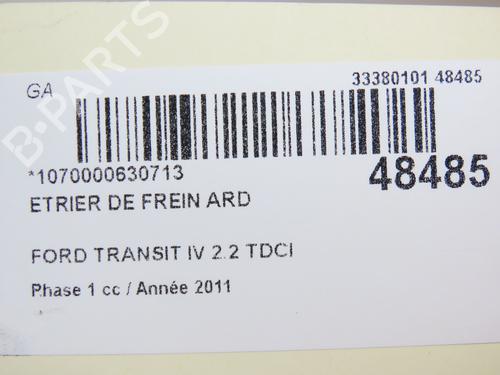 B-PARTS
GA
33380101 48485
*1070000630713
48485
ETRIER DE FREIN ARD
FORD TRANSIT IV 2.2 TDCI
Phase 1 cc / Année 2011